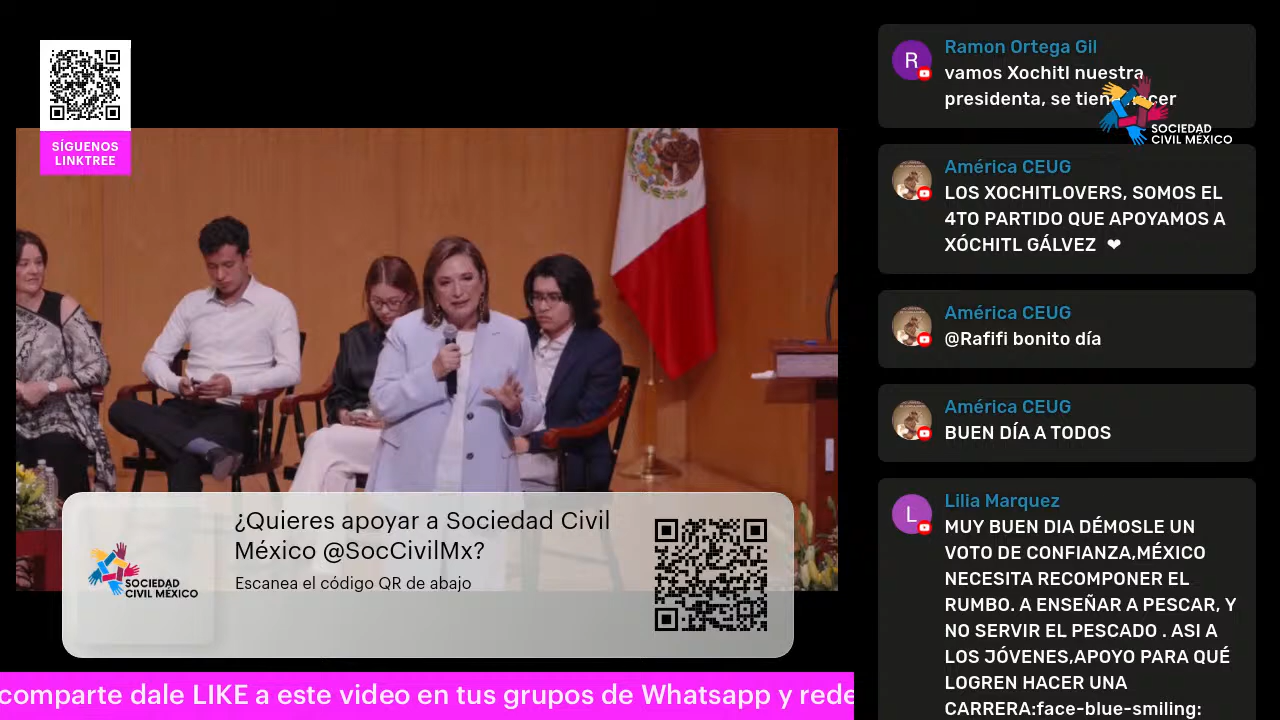 SÍGUENOS
LINKTREE
¿Quieres apoyar a Sociedad Civil
México @SocCivilMx?
Escanea el código QR de abajo
SOCIEDAD
CIVIL MÉXICO
comparte dale LIKE a este video en tus grupos de Whatsapp y rede
R
Ramon Ortega Gil
vamos Xochitl nuestra
presidenta, se tiene
SOCIEDAD
CIVIL MÉXICO
América CEUG
LOS XOCHITLOVERS, SOMOS EL
4TO PARTIDO QUE APOYAMOS A
XÓCHITL GÁLVEZ ❤
América CEUG
@Rafifi bonito día
América CEUG
BUEN DÍA A TODOS
L
Lilia Marquez
MUY BUEN DIA DÉMOSLE UN
VOTO DE CONFIANZA,MÉXICO
NECESITA RECOMPONER EL
RUMBO. A ENSEÑAR A PESCAR, Y
NO SERVIR EL PESCADO . ASI A
LOS JÓVENES,APOYO PARA QUÉ
LOGREN HACER UNA
CARRERA:face-blue-smiling: